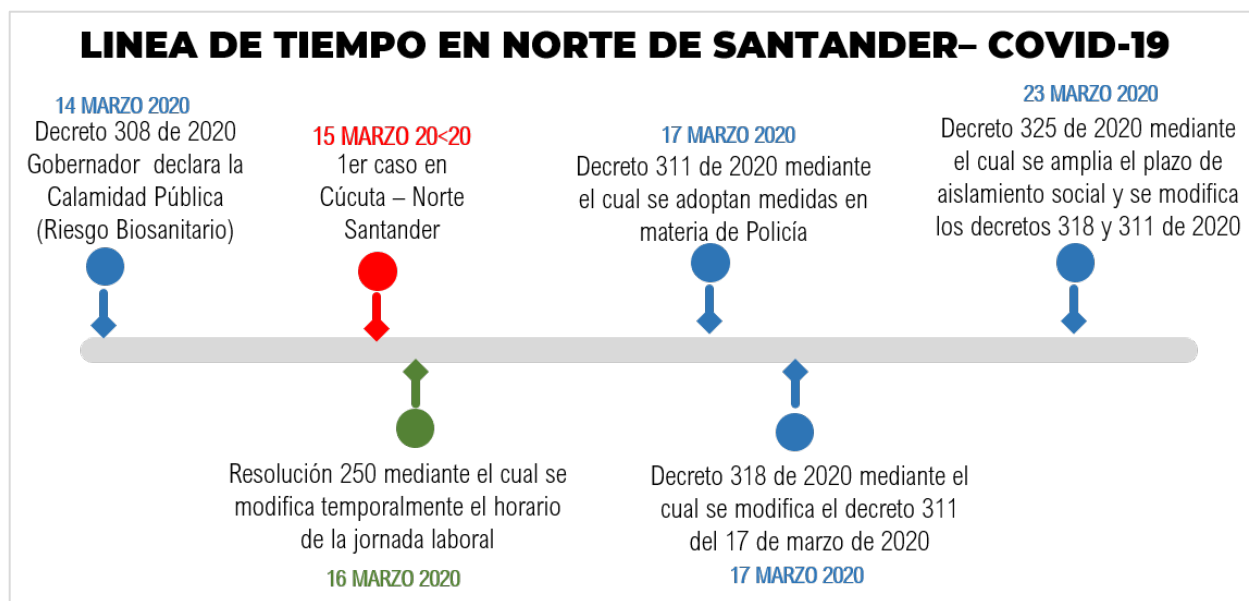 LINEA DE TIEMPO EN NORTE DE SANTANDER– COVID-19
14 MARZO 2020
Decreto 308 de 2020
Gobernador declara la
Calamidad Pública
(Riesgo Biosanitario)
15 MARZO 20<20
1er caso en
Cúcuta – Norte
Santander
17 MARZO 2020
Decreto 311 de 2020 mediante
el cual se adoptan medidas en
materia de Policía
23 MARZO 2020
Decreto 325 de 2020 mediante
el cual se amplia el plazo de
aislamiento social y se modifica
los decretos 318 y 311 de 2020
Resolución 250 mediante el cual se
modifica temporalmente el horario
de la jornada laboral
16 MARZO 2020
Decreto 318 de 2020 mediante el
cual se modifica el decreto 311
del 17 de marzo de 2020
17 MARZO 2020